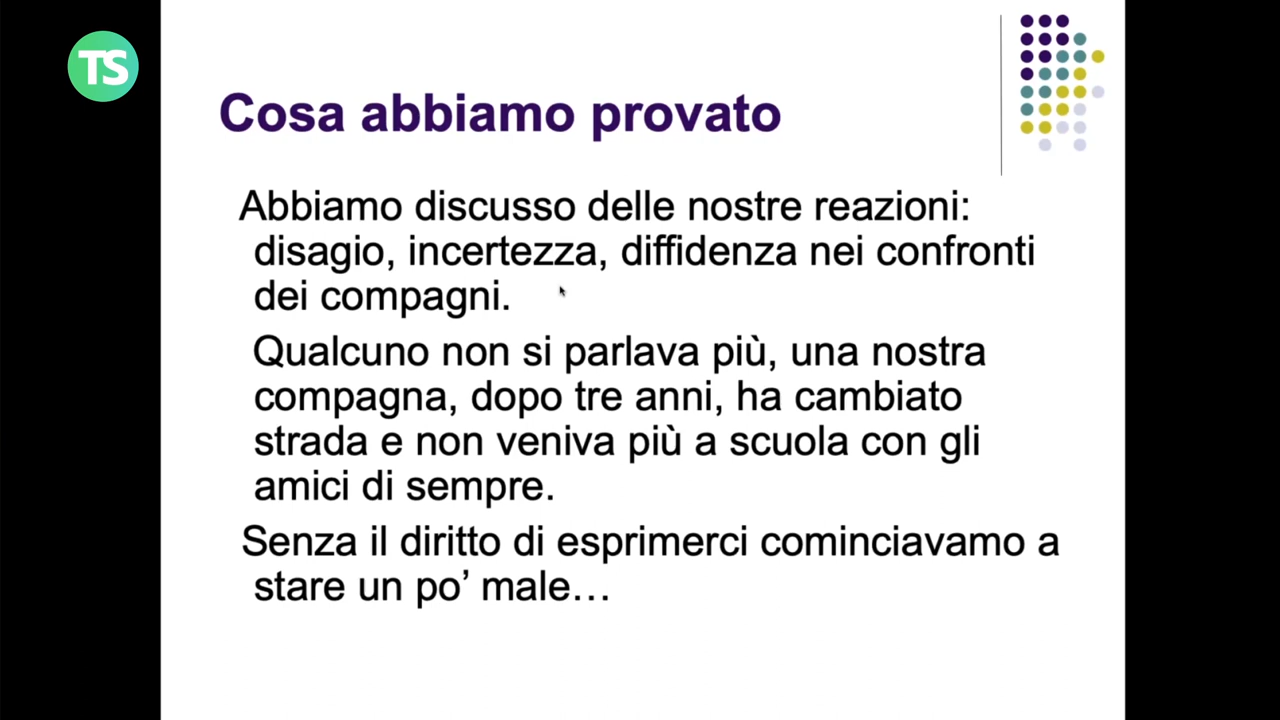 TS
Cosa abbiamo provato
Abbiamo discusso delle nostre reazioni:
disagio, incertezza, diffidenza nei confronti
dei compagni.
Qualcuno non si parlava più, una nostra
compagna, dopo tre anni, ha cambiato
strada e non veniva più a scuola con gli
amici di sempre.
Senza il diritto di esprimerci cominciavamo a
stare un po’ male…